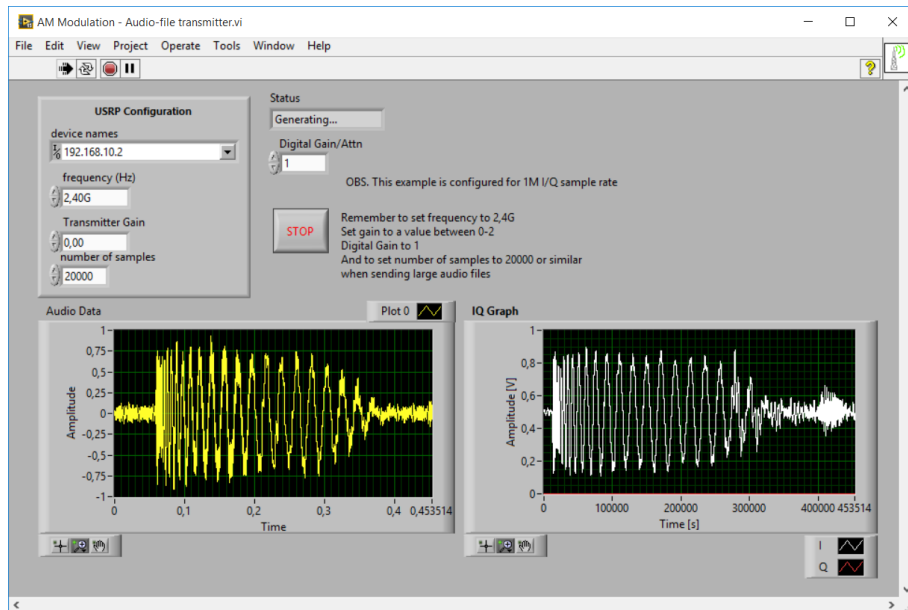 AM Modulation - Audio-file transmitter.vi
File Edit View Project Operate Tools Window Help
USRP Configuration
device names
192.168.10.2
frequency (Hz)
2,40G
Transmitter Gain
0,00
number of samples
20000
Status
Generating...
Digital Gain/Attn
1
OBS. This example is configured for 1M I/Q sample rate
STOP
Remember to set frequency to 2,4G
Set gain to a value between 0-2
Digital Gain to 1
And to set number of samples to 20000 or similar
when sending large audio files
Audio Data
Plot 0
1
0,75
0,5
0,25
0
-0,25
-0,5
-0,75
-1
Amplitude
0 0,1 0,2 0,3 0,4 0,453514
Time
IQ Graph
1
0,8
0,6
0,4
0,2
0
Amplitude [V]
0 100000 200000 300000 400000 453514
Time [s]
I
Q